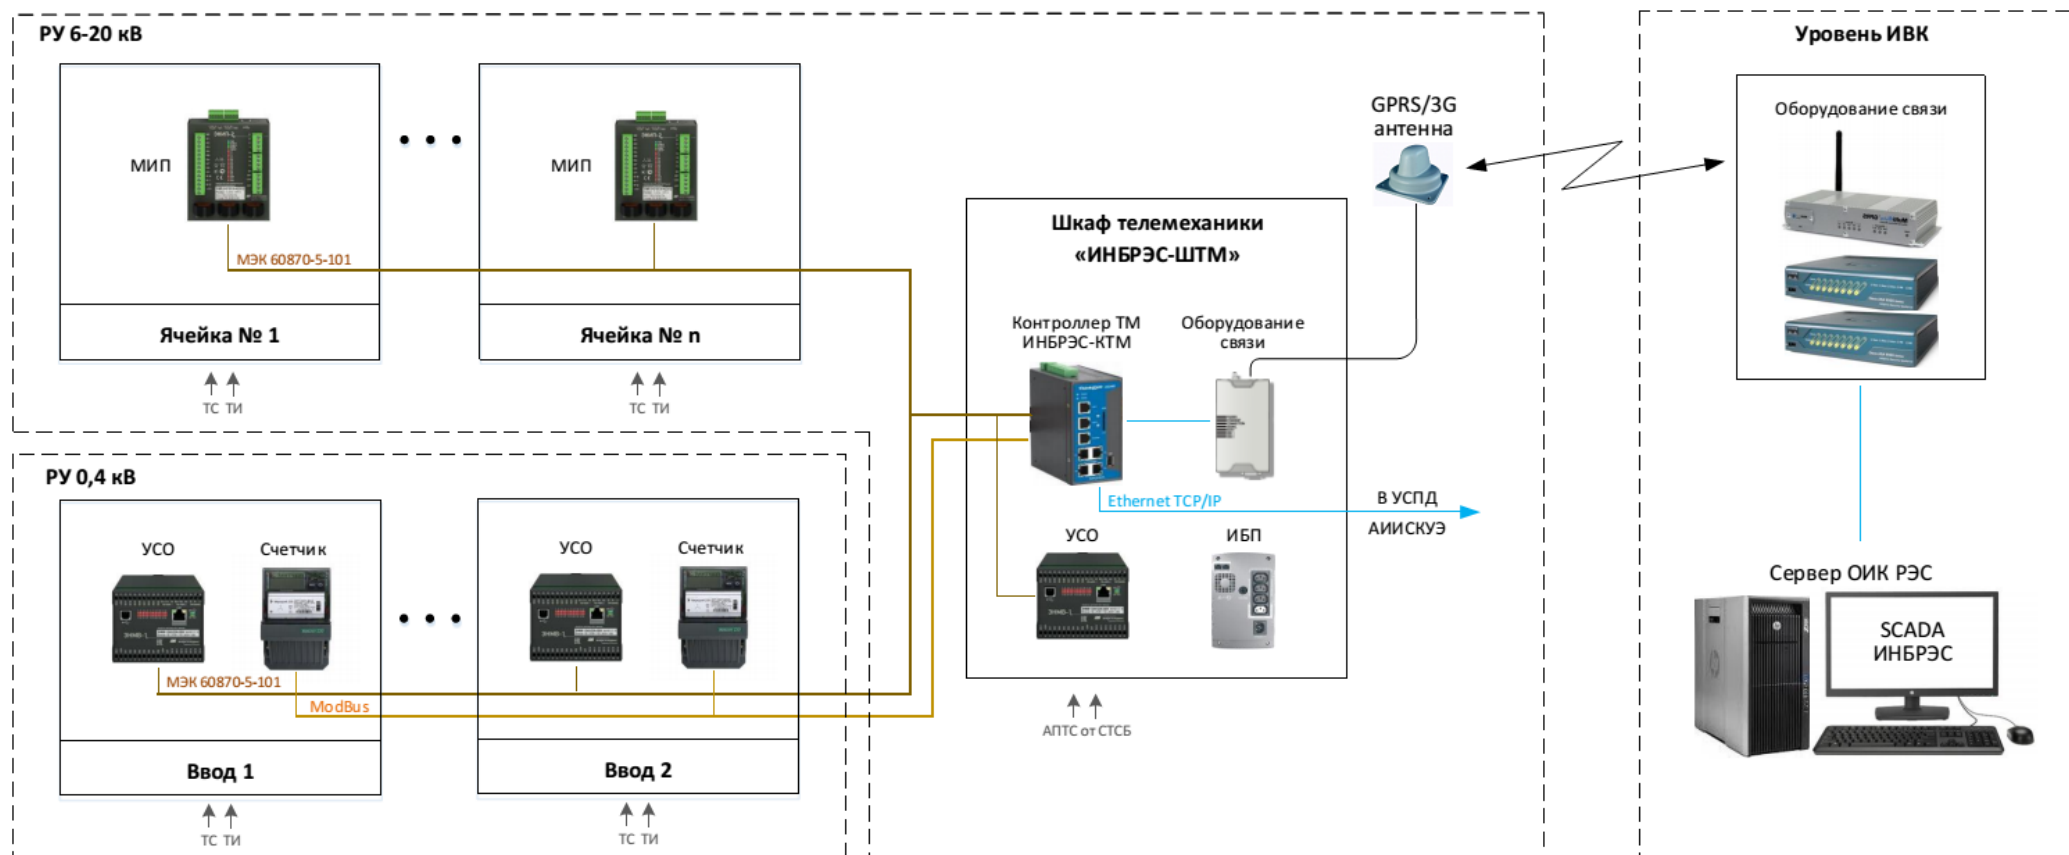 РУ 6-20 кВ
МИП
МЭК 60870-5-101
Ячейка № 1
ТС ТИ
МИП
Ячейка № n
ТС ТИ
РУ 0,4 кВ
УСО
Счетчик
МЭК 60870-5-101
ModBus
Ввод 1
ТС ТИ
УСО
Счетчик
Ввод 2
ТС ТИ
Шкаф телемеханики
«ИНБРЭС-ШТМ»
Контроллер ТМ
ИНБРЭС-КТМ
Оборудование
связи
Ethernet TCP/IP
В УСПД
АИИСКУЭ
УСО
ИБП
АПТС от СТСБ
GPRS/3G
антенна
Уровень ИВК
Оборудование связи
Сервер ОИК РЭС
SCADA
ИНБРЭС